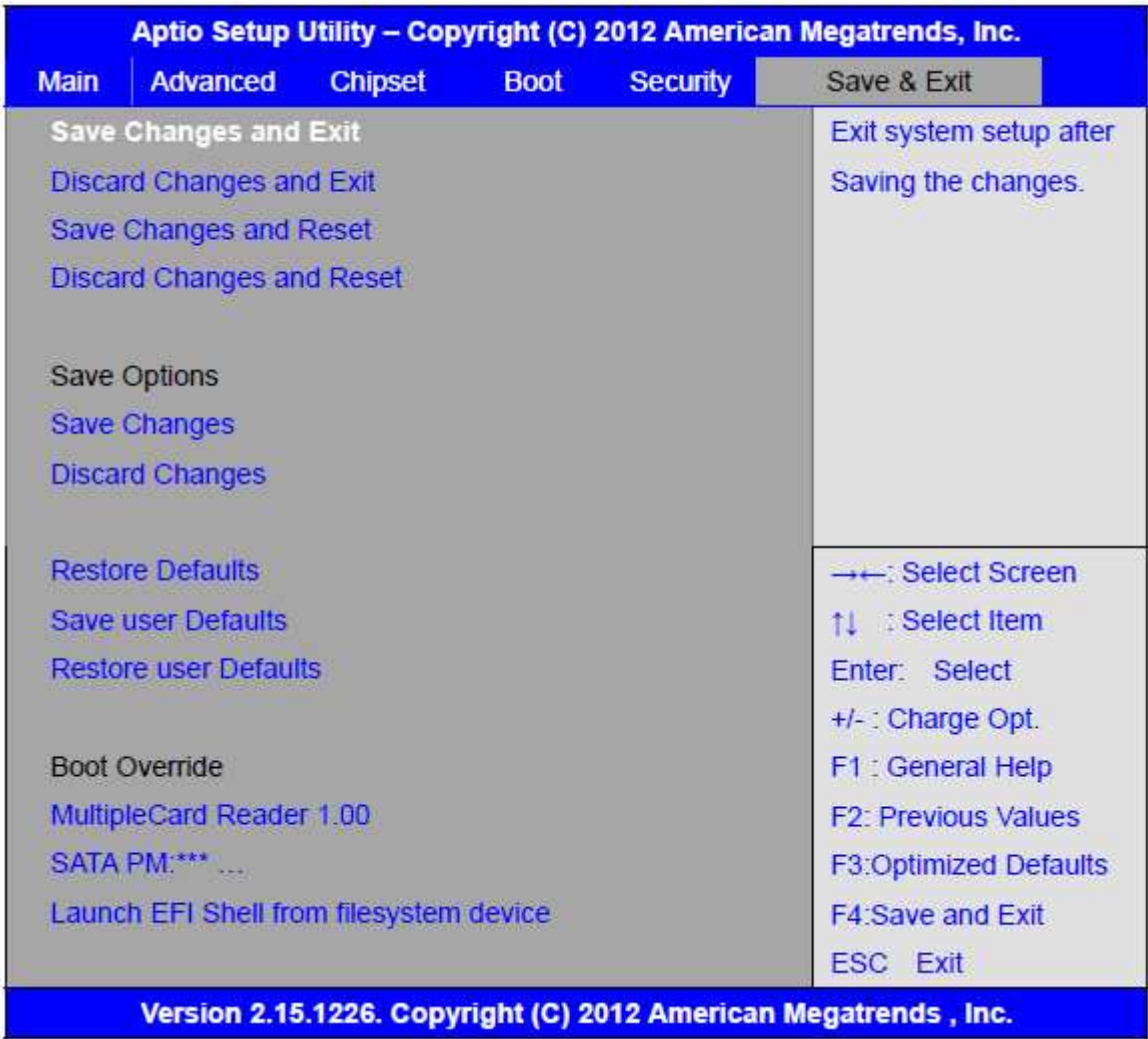 Aptio Setup Utility – Copyright (C) 2012 American Megatrends, Inc.
Main Advanced Chipset Boot Security Save & Exit
Save Changes and Exit
Discard Changes and Exit
Save Changes and Reset
Discard Changes and Reset
Save Options
Save Changes
Discard Changes
Restore Defaults
Save user Defaults
Restore user Defaults
Boot Override
MultipleCard Reader 1.00
SATA PM:*** …
Launch EFI Shell from filesystem device
Exit system setup after
Saving the changes.
→←: Select Screen
↑↓ : Select Item
Enter: Select
+/- : Charge Opt.
F1 : General Help
F2: Previous Values
F3:Optimized Defaults
F4:Save and Exit
ESC Exit
Version 2.15.1226. Copyright (C) 2012 American Megatrends , Inc.